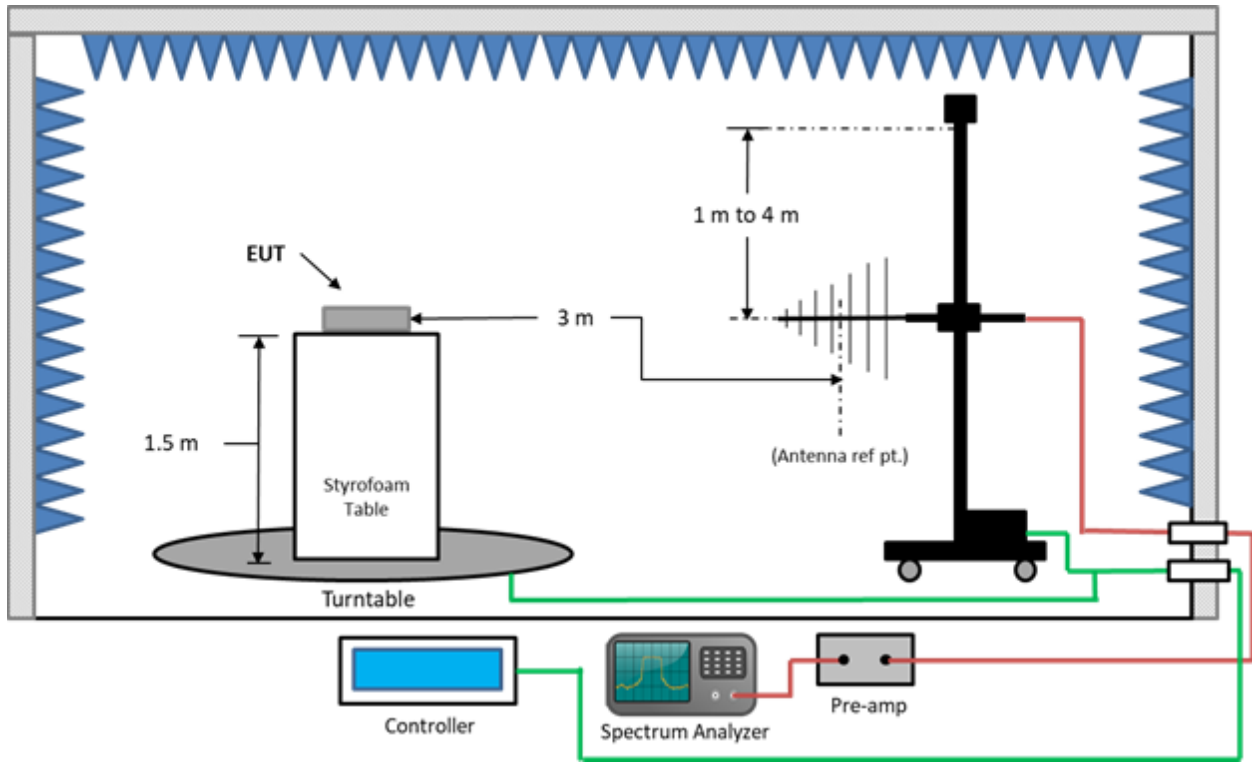 1 m to 4 m
EUT
3 m
1.5 m
(Antenna ref pt.)
Styrofoam
Table
Turntable
Controller
Spectrum Analyzer
Pre-amp